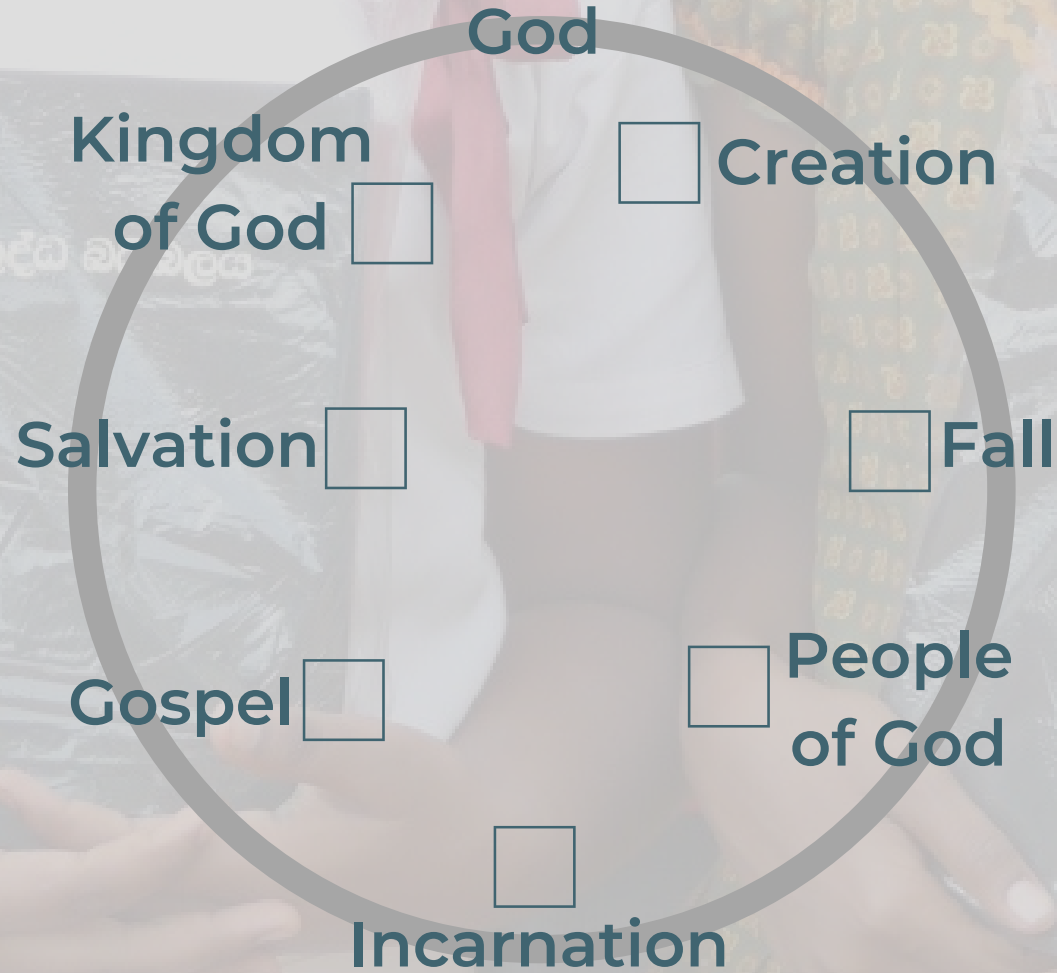 God
Creation
Fall
People
of God
Incarnation
Gospel
Salvation
Kingdom
of God